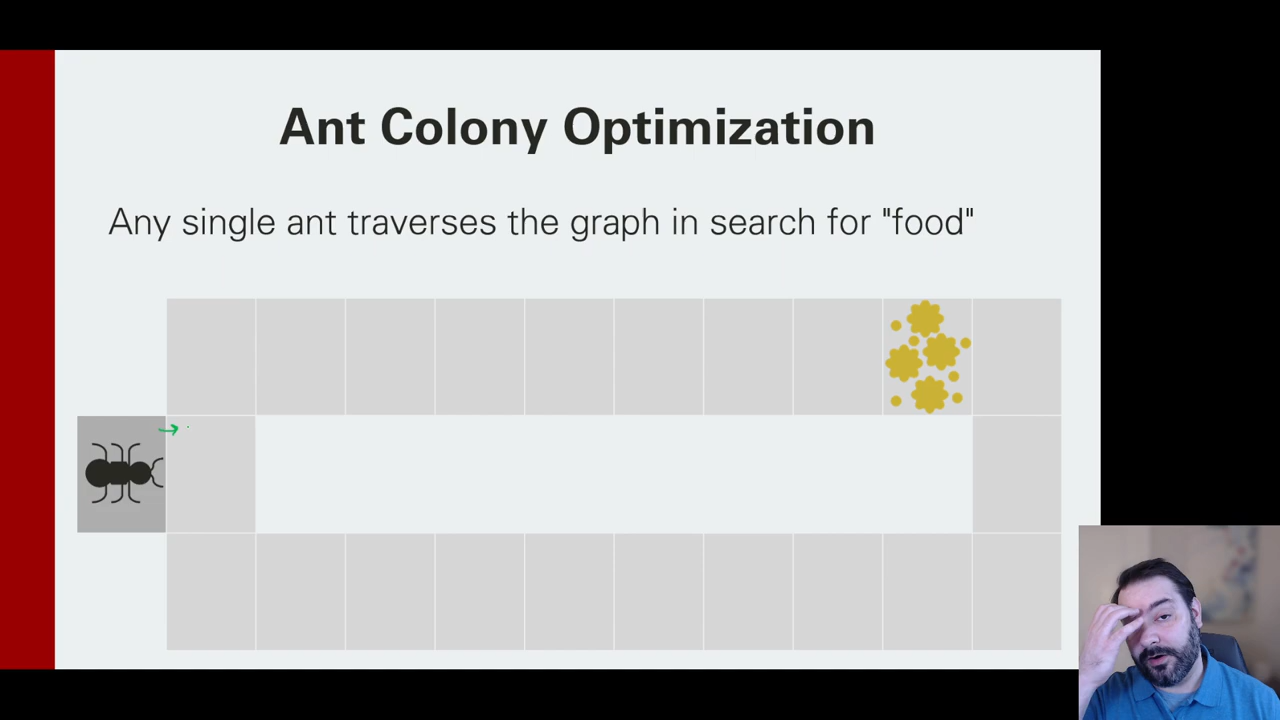 Ant Colony Optimization
Any single ant traverses the graph in search for "food"